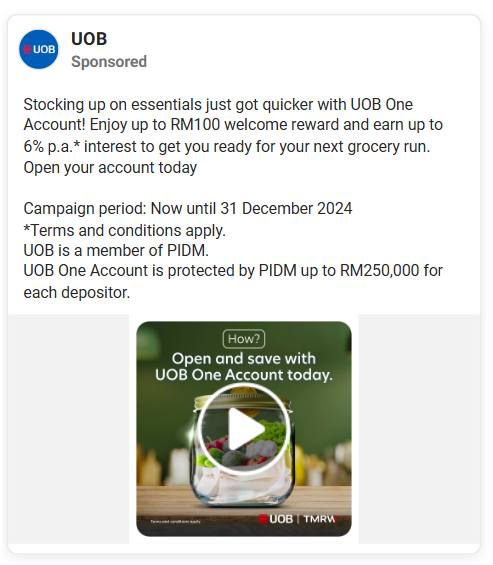 UOB
UOB
Sponsored
Stocking up on essentials just got quicker with UOB One
Account! Enjoy up to RM100 welcome reward and earn up to
6% p.a.* interest to get you ready for your next grocery run.
Open your account today
Campaign period: Now until 31 December 2024
*Terms and conditions apply.
UOB is a member of PIDM.
UOB One Account is protected by PIDM up to RM250,000 for
each depositor.
How?
Open and save with
UOB One Account today.
Terms and conditions apply.
UOB | TMRW